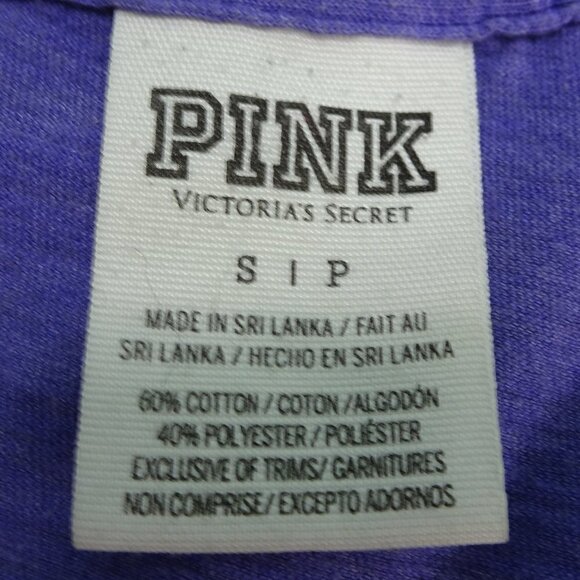 PINK
VICTORIA'S SECRET
S | P
MADE IN SRI LANKA / FAIT AU
SRI LANKA / HECHO EN SRI LANKA
60% COTTON / COTON / ALGODÓN
40% POLYESTER / POLIÉSTER
EXCLUSIVE OF TRIMS/ GARNITURES
NON COMPRISE/ EXCEPTO ADORNOS